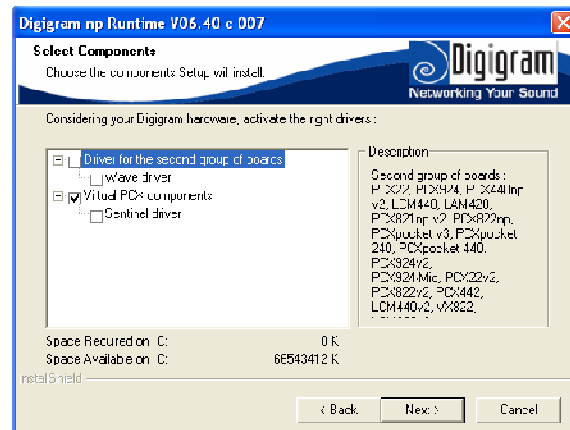 Digigram np Runtime V06.40 c 007
Select Components
Choose the components Setup will install.
Digigram
Networking Your Sound
Considering your Digigram hardware, activate the right drivers :
Driver for the second group of boards
Wave driver
Virtual PCX components
Sentinel driver
Description
Second group of boards :
PCX22, PCX924, PCX440np
v2, LCM440, LAM420,
PCX821np v2, PCX822np,
PCXpocket v3, PCXpocket
240, PCXpocket 440,
PCX924v2,
PCX924-Mic, PCX22v2,
PCX822v2, PCX442,
LCM440v2, VX822,
Space Required on C: 0 K
Space Available on C: 66543412 K
InstallShield
< Back
Next >
Cancel